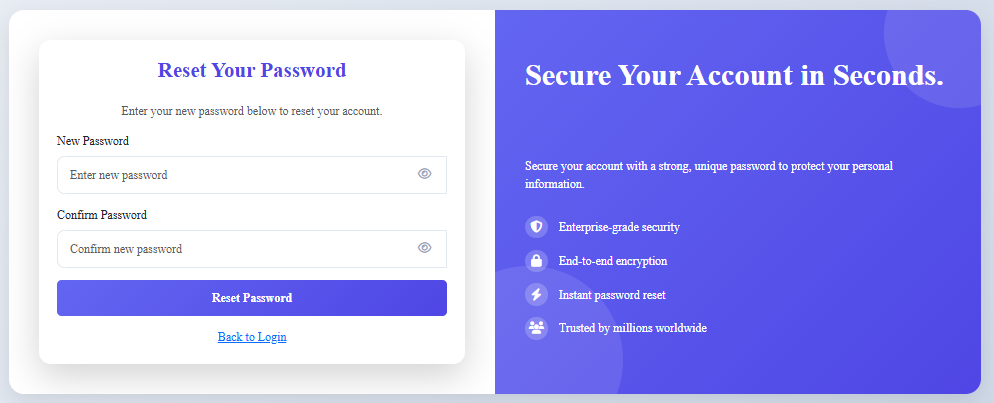 Reset Your Password
Enter your new password below to reset your account.
New Password
Enter new password
Confirm Password
Confirm new password
Reset Password
Back to Login
Secure Your Account in Seconds.
Secure your account with a strong, unique password to protect your personal
information.
Enterprise-grade security
End-to-end encryption
Instant password reset
Trusted by millions worldwide